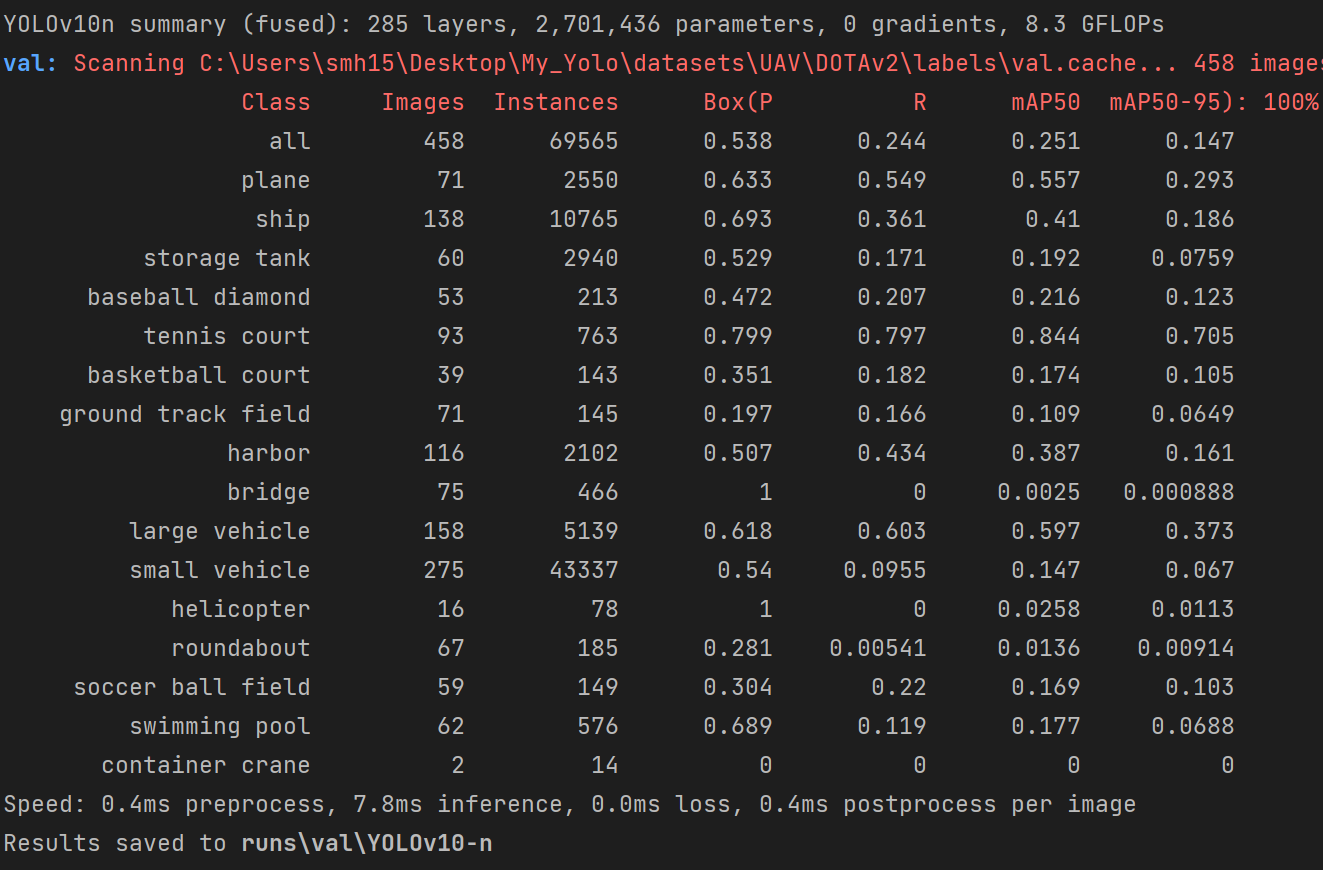 YOLOv10n summary (fused): 285 layers, 2,701,436 parameters, 0 gradients, 8.3 GFLOPs
val: Scanning C:\Users\smh15\Desktop\My_Yolo\datasets\UAV\DOTAv2\labels\val.cache... 458 images
Class Images Instances Box(P R mAP50 mAP50-95): 100%
all 458 69565 0.538 0.244 0.251 0.147
plane 71 2550 0.633 0.549 0.557 0.293
ship 138 10765 0.693 0.361 0.41 0.186
storage tank 60 2940 0.529 0.171 0.192 0.0759
baseball diamond 53 213 0.472 0.207 0.216 0.123
tennis court 93 763 0.799 0.797 0.844 0.705
basketball court 39 143 0.351 0.182 0.174 0.105
ground track field 71 145 0.197 0.166 0.109 0.0649
harbor 116 2102 0.507 0.434 0.387 0.161
bridge 75 466 1 0 0.0025 0.000888
large vehicle 158 5139 0.618 0.603 0.597 0.373
small vehicle 275 43337 0.54 0.0955 0.147 0.067
helicopter 16 78 1 0 0.0258 0.0113
roundabout 67 185 0.281 0.00541 0.0136 0.00914
soccer ball field 59 149 0.304 0.22 0.169 0.103
swimming pool 62 576 0.689 0.119 0.177 0.0688
container crane 2 14 0 0 0 0
Speed: 0.4ms preprocess, 7.8ms inference, 0.0ms loss, 0.4ms postprocess per image
Results saved to runs\val\YOLOv10-n